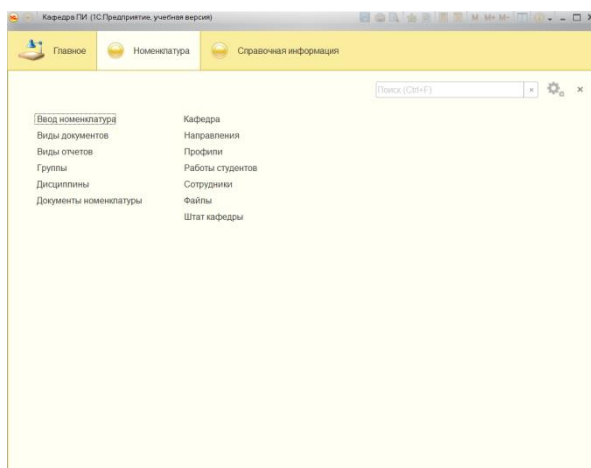 Кафедра ПИ (1С:Предприятие, учебная версия)
M M+ M-
Главное
Номенклатура
Справочная информация
Поиск (Ctrl+F)
Ввод номенклатура
Виды документов
Виды отчетов
Группы
Дисциплины
Документы номенклатуры
Кафедра
Направления
Профили
Работы студентов
Сотрудники
Файлы
Штат кафедры